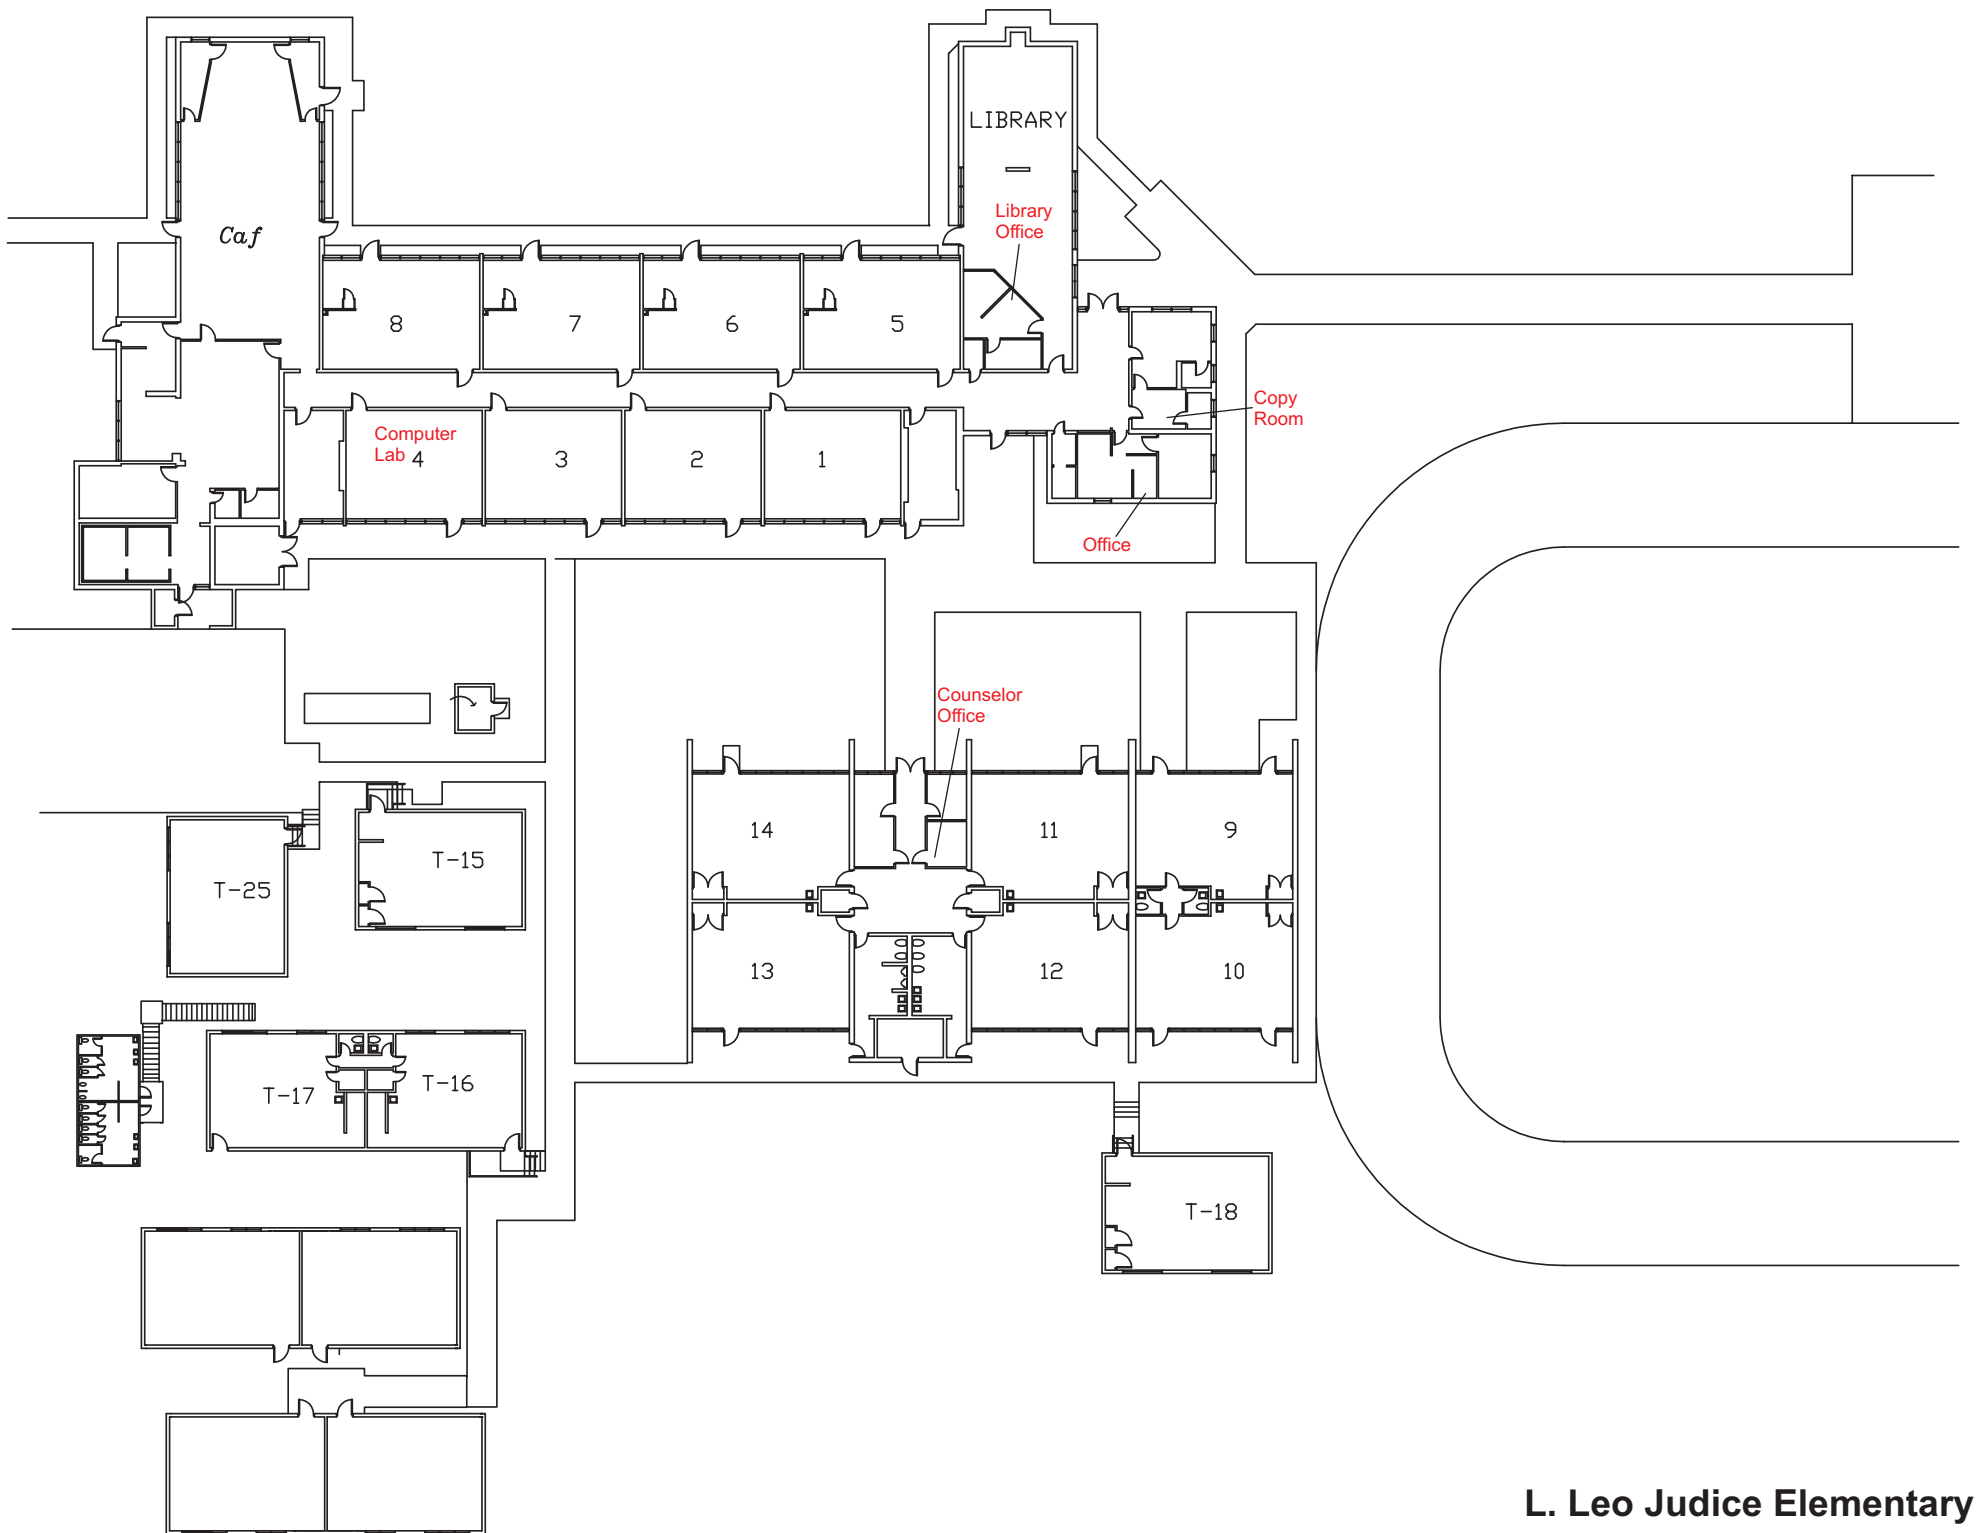 LIBRARY
Library
Office
Caf
8
7
6
5
Copy
Room
Computer
Lab
4
3
2
1
Office
Counselor
Office
14
11
9
T-15
T-25
13
12
10
T-17
T-16
T-18
L. Leo Judice Elementary